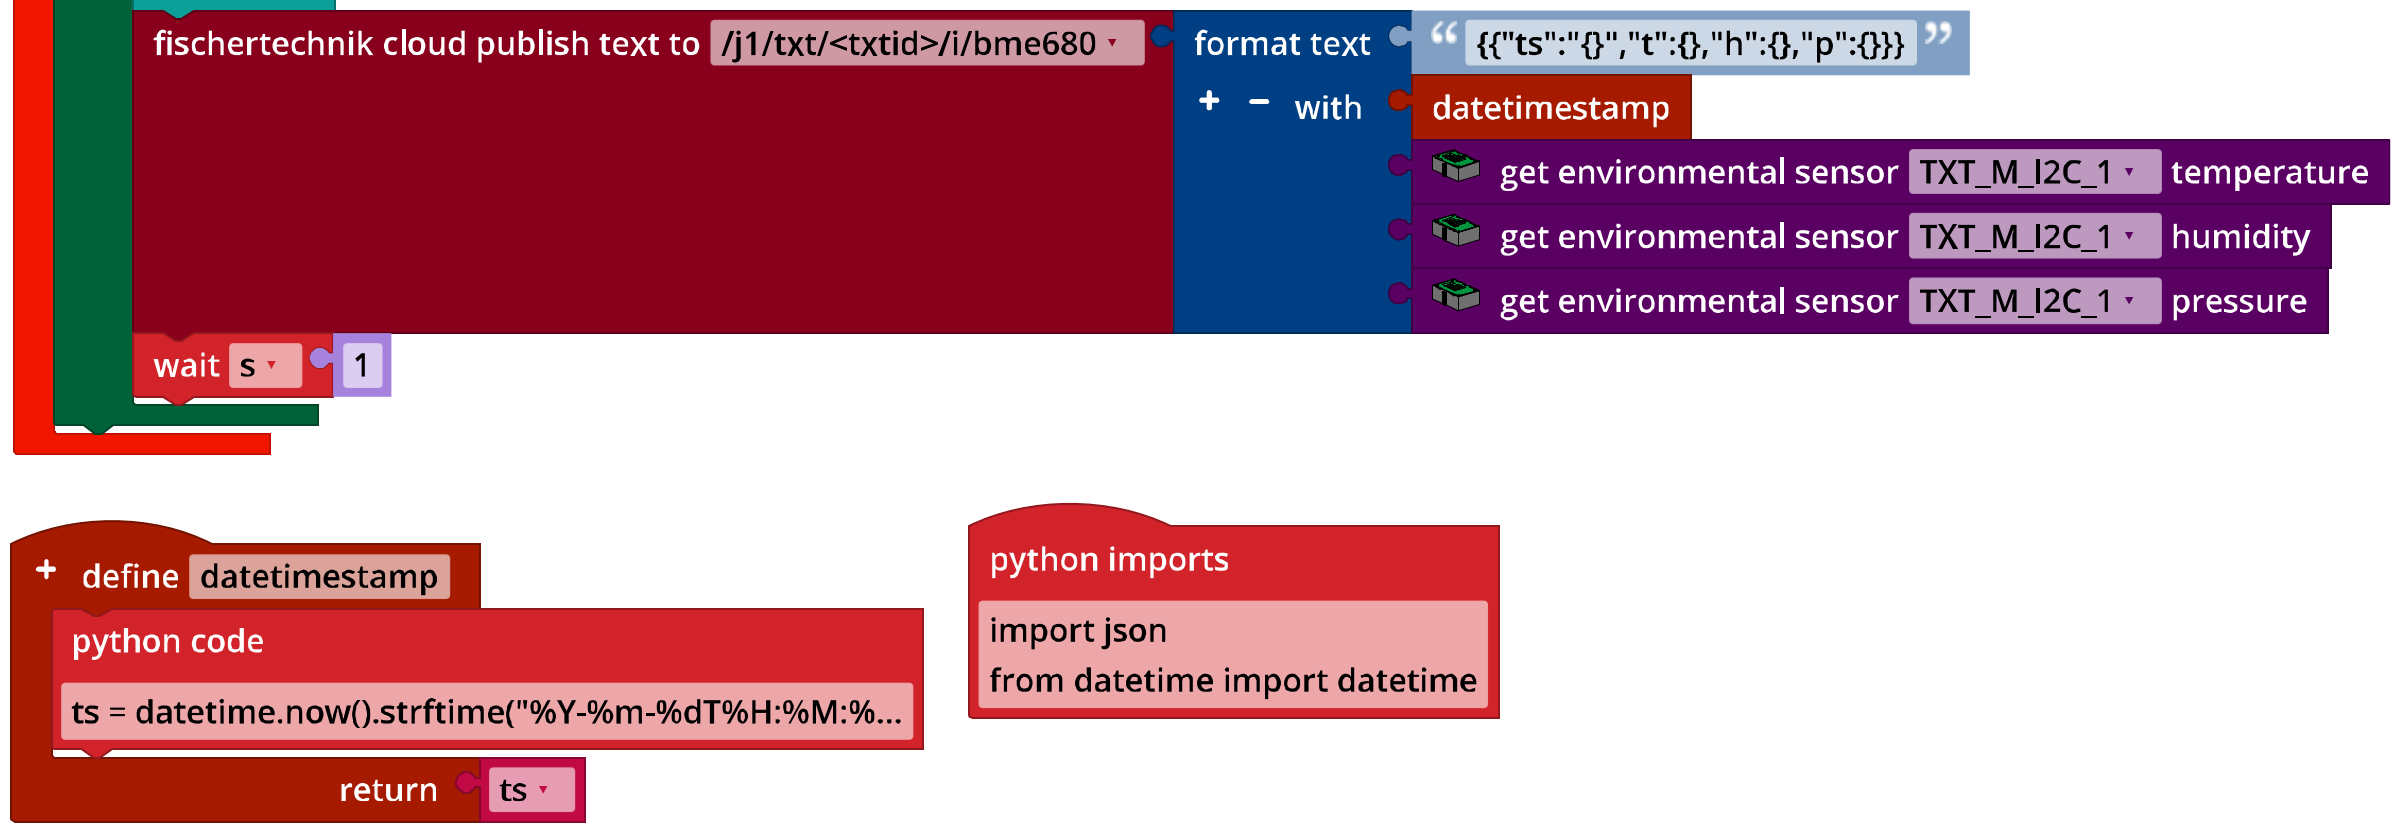 fischertechnik cloud publish text to /j1/txt/<txtid>/i/bme680 ▾ format text “ {{"ts":"{}","t":{},"h":{},"p":{}}} ”
+ − with datetimestamp
get environmental sensor TXT_M_I2C_1 ▾ temperature
get environmental sensor TXT_M_I2C_1 ▾ humidity
get environmental sensor TXT_M_I2C_1 ▾ pressure
wait s ▾ 1
+ define datetimestamp
python code
ts = datetime.now().strftime("%Y-%m-%dT%H:%M:%...
return ts ▾
python imports
import json
from datetime import datetime